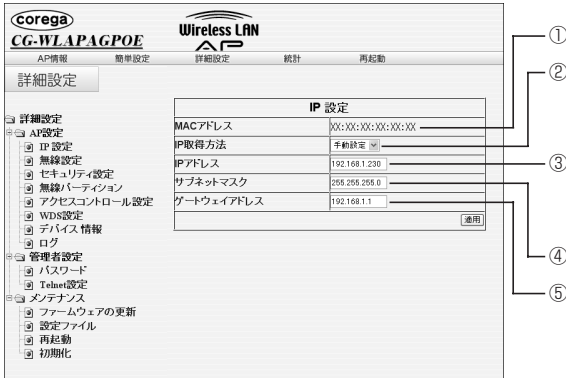 corega
CG-WLAPAGPOE
Wireless LAN
AP
AP情報 簡単設定 詳細設定 統計 再起動
詳細設定
詳細設定
AP設定
IP 設定
無線設定
セキュリティ設定
無線パーティション
アクセスコントロール設定
WDS設定
デバイス情報
ログ
管理者設定
パスワード
Telnet設定
メンテナンス
ファームウェアの更新
設定ファイル
再起動
初期化
IP 設定
MACアドレス XX:XX:XX:XX:XX:XX ①
IP取得方法 手動設定 ②
IPアドレス 192.168.1.230 ③
サブネットマスク 255.255.255.0 ④
ゲートウェイアドレス 192.168.1.1 ⑤
適用